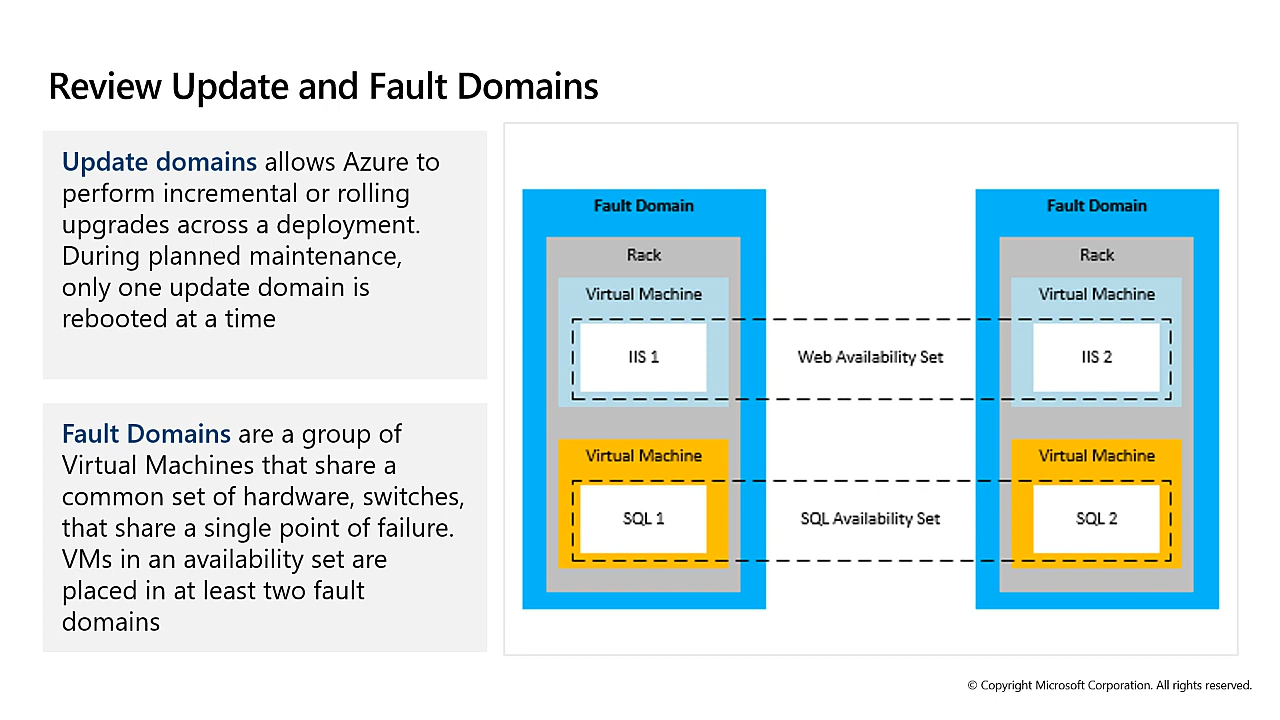 Review Update and Fault Domains
Update domains allows Azure to
perform incremental or rolling
upgrades across a deployment.
During planned maintenance,
only one update domain is
rebooted at a time
Fault Domains are a group of
Virtual Machines that share a
common set of hardware, switches,
that share a single point of failure.
VMs in an availability set are
placed in at least two fault
domains
Fault Domain
Rack
Virtual Machine
IIS 1
Virtual Machine
SQL 1
Web Availability Set
SQL Availability Set
Fault Domain
Rack
Virtual Machine
IIS 2
Virtual Machine
SQL 2
© Copyright Microsoft Corporation. All rights reserved.